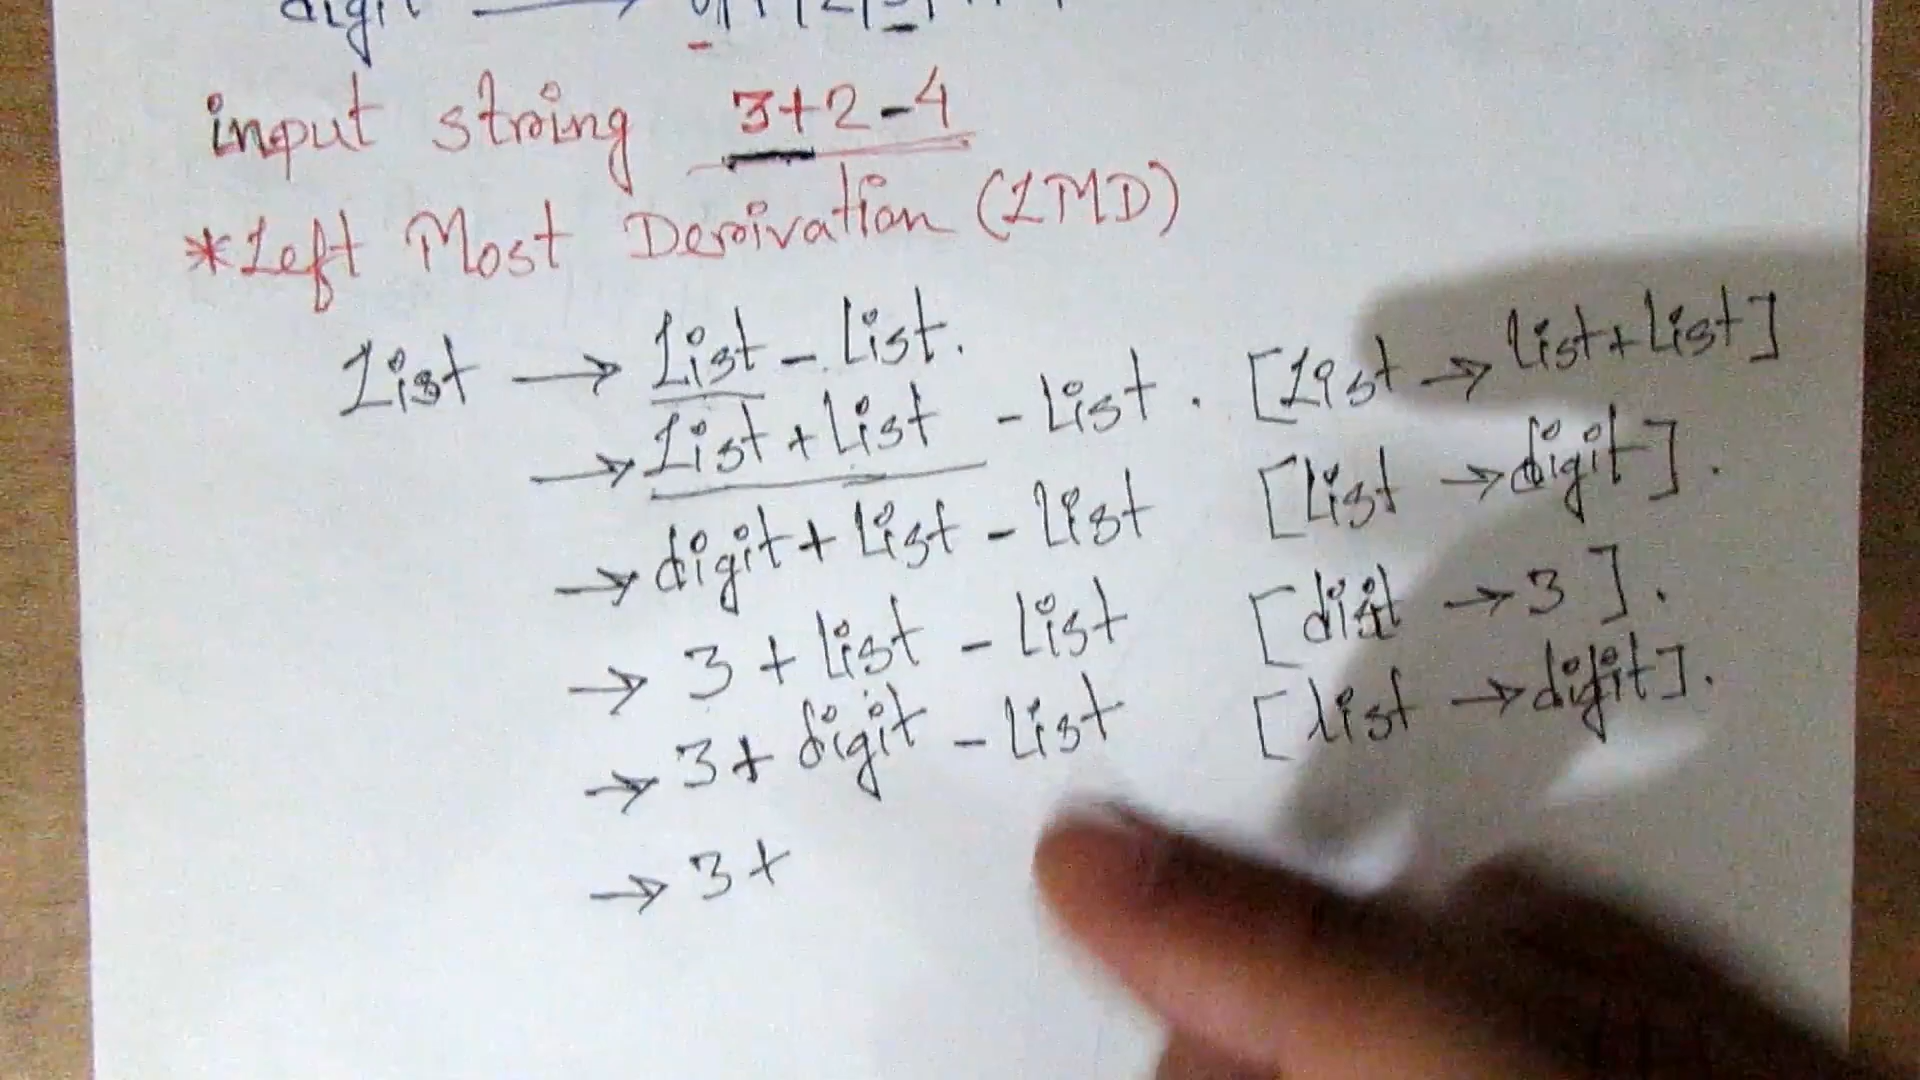 digit →
input string 3+2-4
*Left Most Derivation (LMD)
List → List - List.
→ List + List - List. [List → List + List]
→ digit + List - List [List → digit].
→ 3 + list - list [digit → 3].
→ 3 + digit - list [list → digit].
→ 3 +